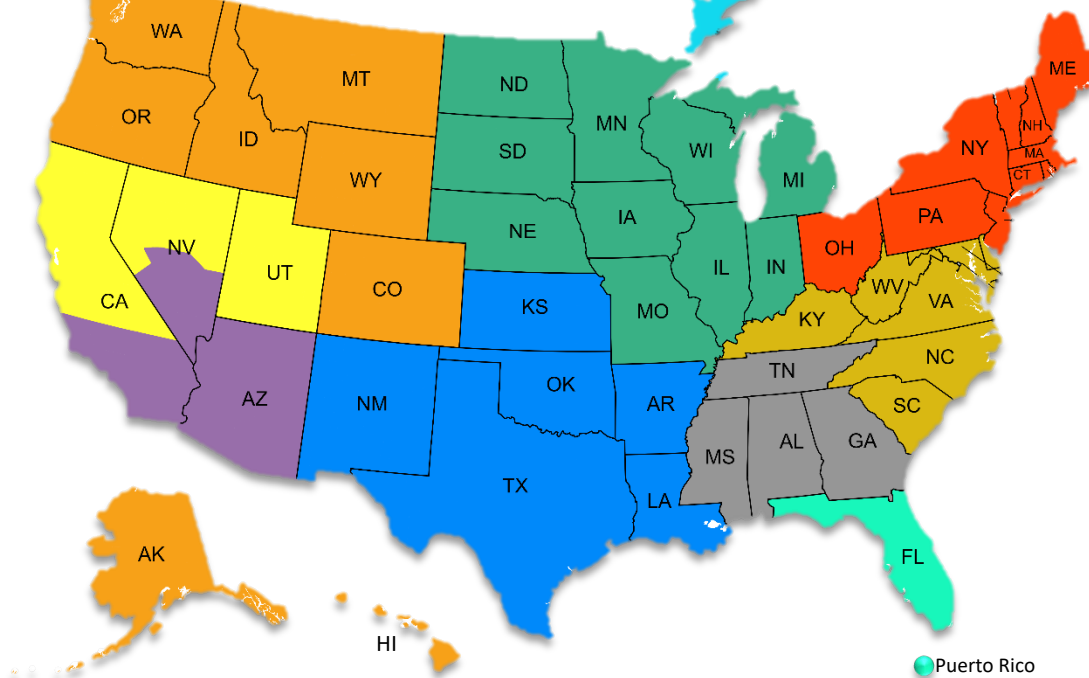 WA
MT
ND
ME
OR
ID
MN
NH
SD
WI
NY
MA
WY
MI
CT
IA
PA
NE
NV
OH
UT
IL
IN
CO
WV
CA
KS
MO
VA
KY
NC
TN
OK
AZ
NM
AR
SC
GA
AL
MS
TX
LA
AK
FL
HI
Puerto Rico